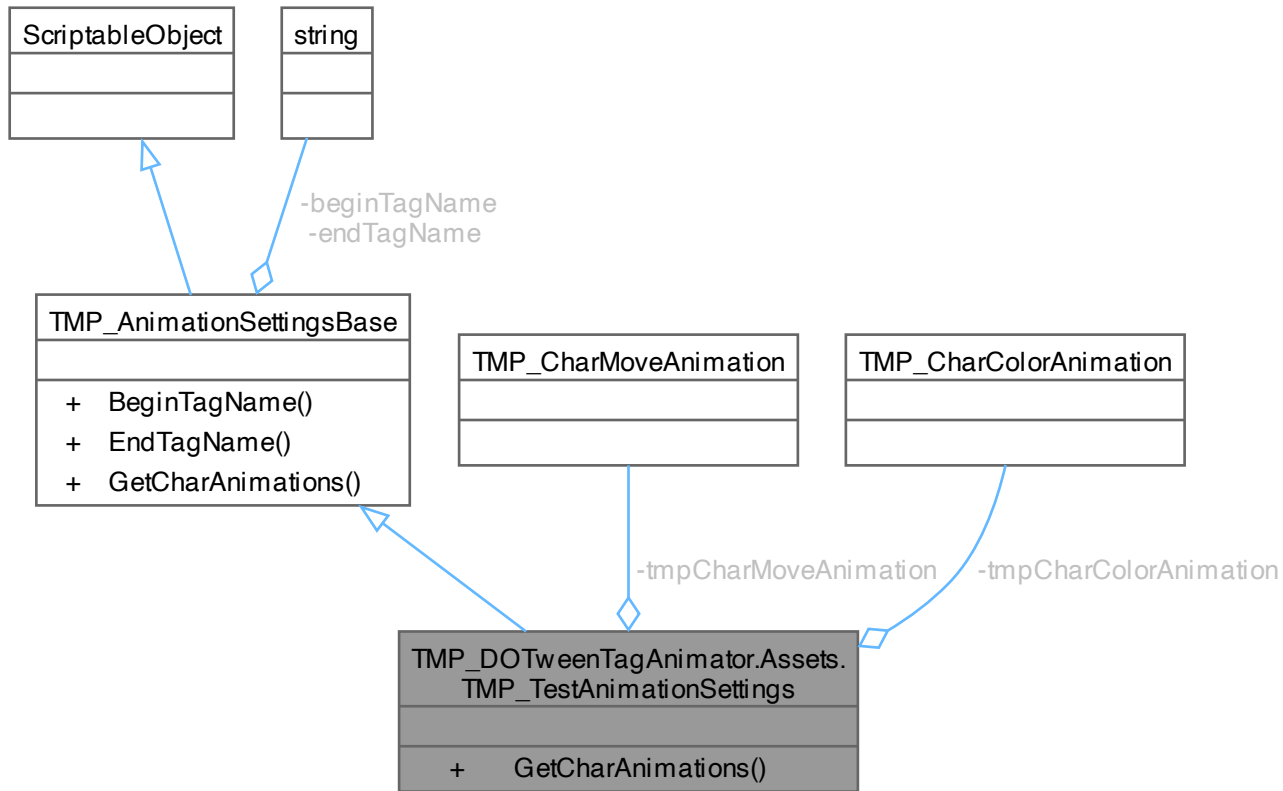 ScriptableObject
string
-beginTagName
-endTagName
TMP_AnimationSettingsBase
+ BeginTagName()
+ EndTagName()
+ GetCharAnimations()
TMP_CharMoveAnimation
TMP_CharColorAnimation
-tmpCharMoveAnimation
-tmpCharColorAnimation
TMP_DOTweenTagAnimator.Assets.
TMP_TestAnimationSettings
+ GetCharAnimations()